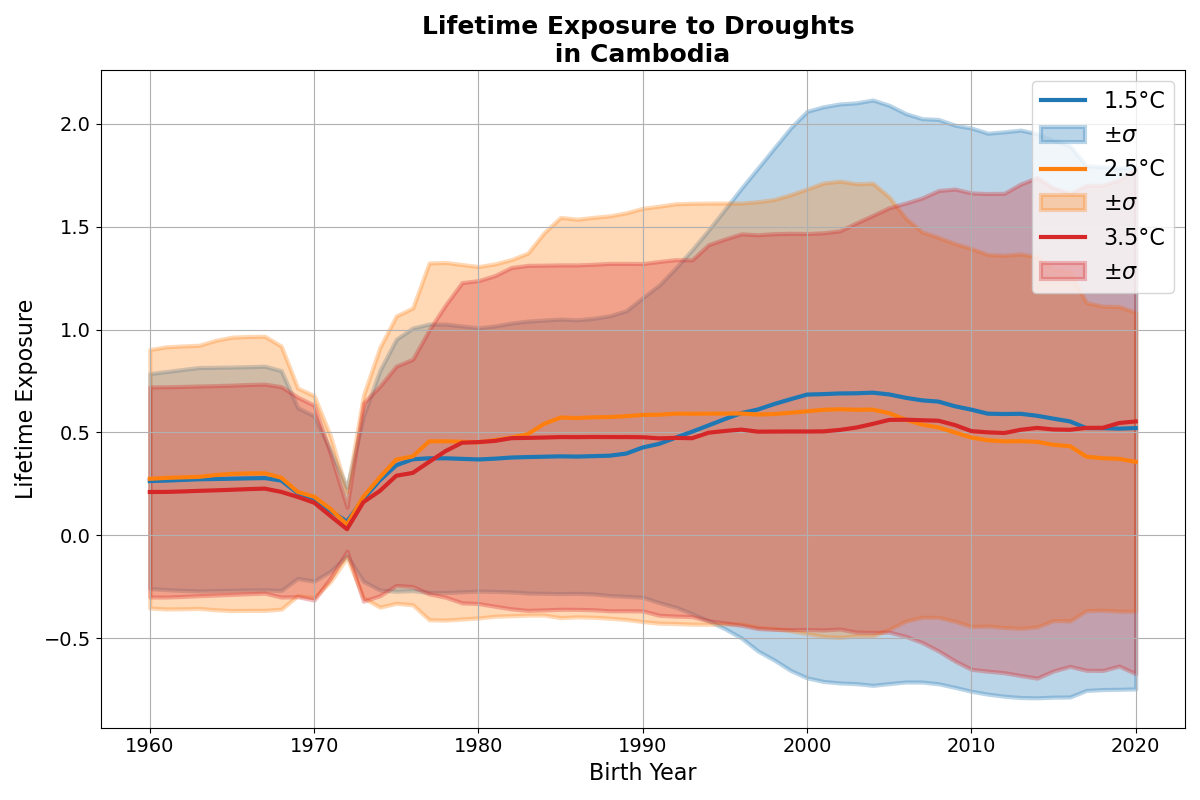 Lifetime Exposure to Droughts
in Cambodia
Lifetime Exposure
2.0
1.5
1.0
0.5
0.0
−0.5
1960
1970
1980
1990
2000
2010
2020
Birth Year
1.5°C
±σ
2.5°C
±σ
3.5°C
±σ